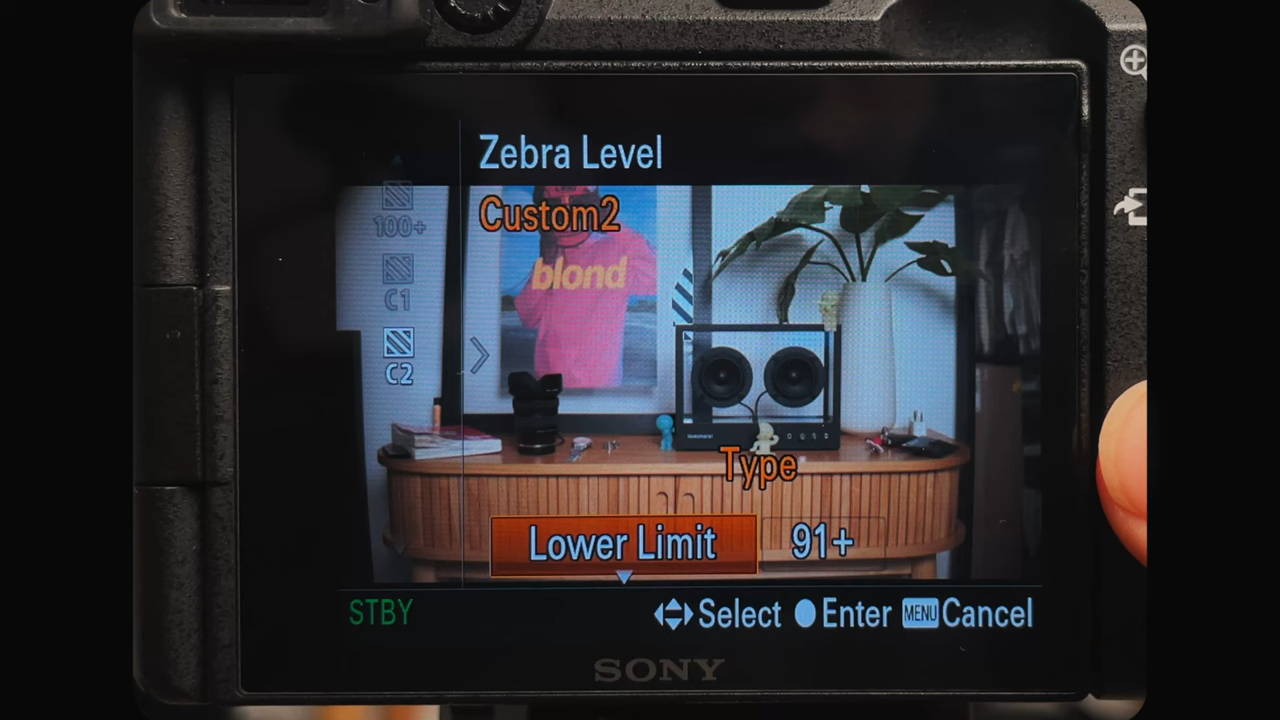 Zebra Level
Custom2
100+
C1
C2
blond
Type
Lower Limit 91+
STBY
Select Enter MENU Cancel
SONY